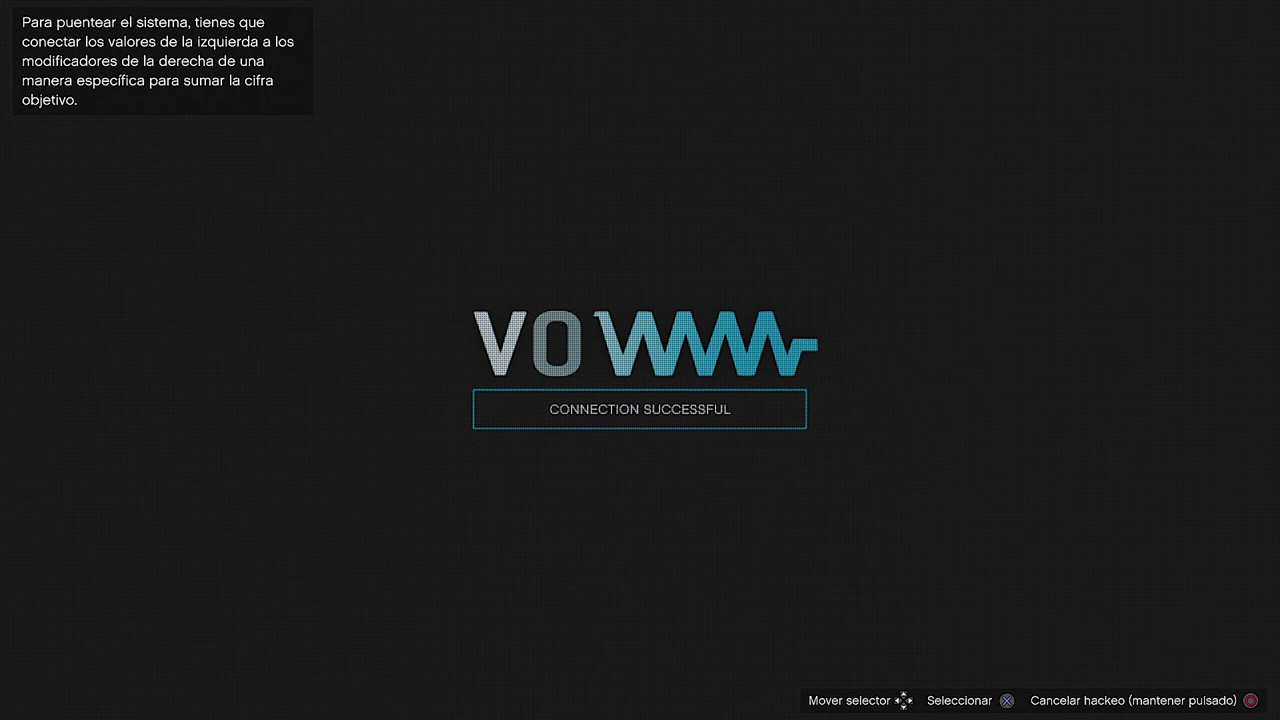 Para puentear el sistema, tienes que
conectar los valores de la izquierda a los
modificadores de la derecha de una
manera específica para sumar la cifra
objetivo.
CONNECTION SUCCESSFUL
Mover selector Seleccionar Cancelar hackeo (mantener pulsado)